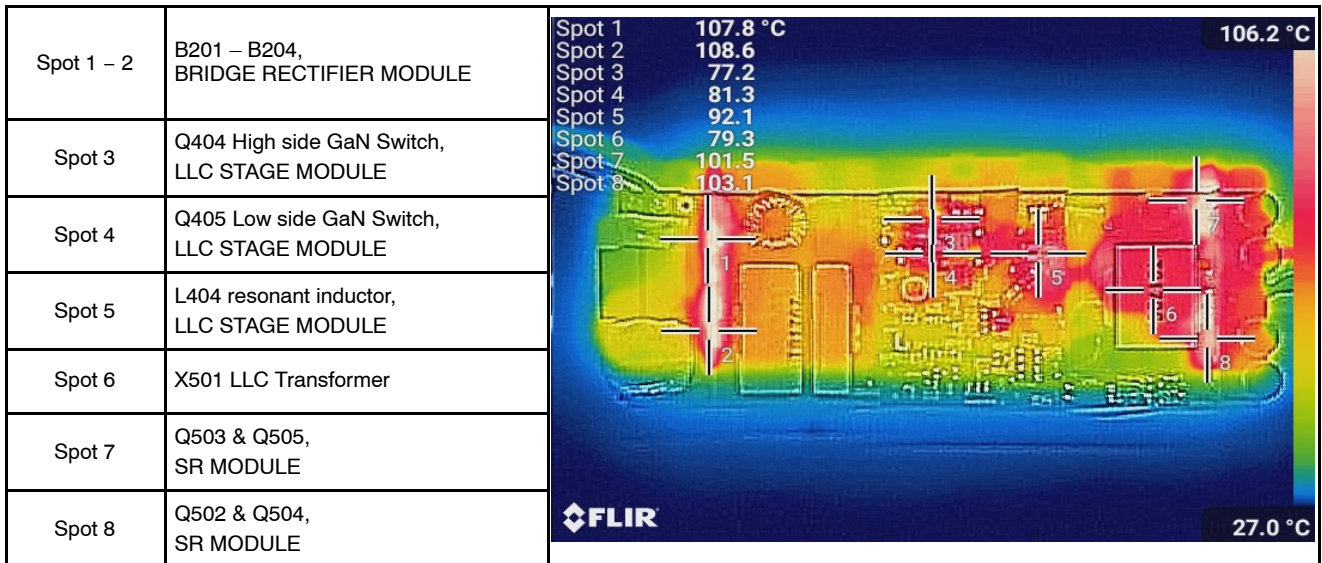 Spot 1 – 2
B201 – B204,
BRIDGE RECTIFIER MODULE
Spot 3
Q404 High side GaN Switch,
LLC STAGE MODULE
Spot 4
Q405 Low side GaN Switch,
LLC STAGE MODULE
Spot 5
L404 resonant inductor,
LLC STAGE MODULE
Spot 6
X501 LLC Transformer
Spot 7
Q503 & Q505,
SR MODULE
Spot 8
Q502 & Q504,
SR MODULE
Spot 1 107.8 °C
Spot 2 108.6
Spot 3 77.2
Spot 4 81.3
Spot 5 92.1
Spot 6 79.3
Spot 7 101.5
Spot 8 103.1
106.2 °C
1
2
3
4
5
6
7
8
FLIR
27.0 °C